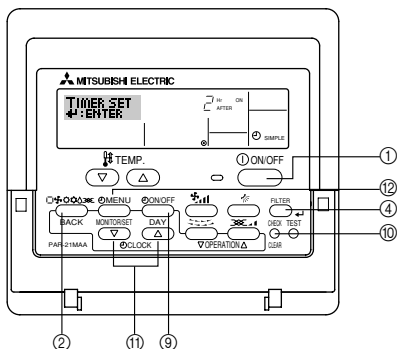 MITSUBISHI ELECTRIC
TIMER SET
↵:ENTER
2 Hr ON
AFTER
SIMPLE
TEMP.
ON/OFF
①
⑫
MENU ON/OFF FILTER
④
BACK MONITOR/SET DAY CHECK TEST
⑩
PAR-21MAA CLOCK ▽OPERATION△ CLEAR
② ⑪ ⑨